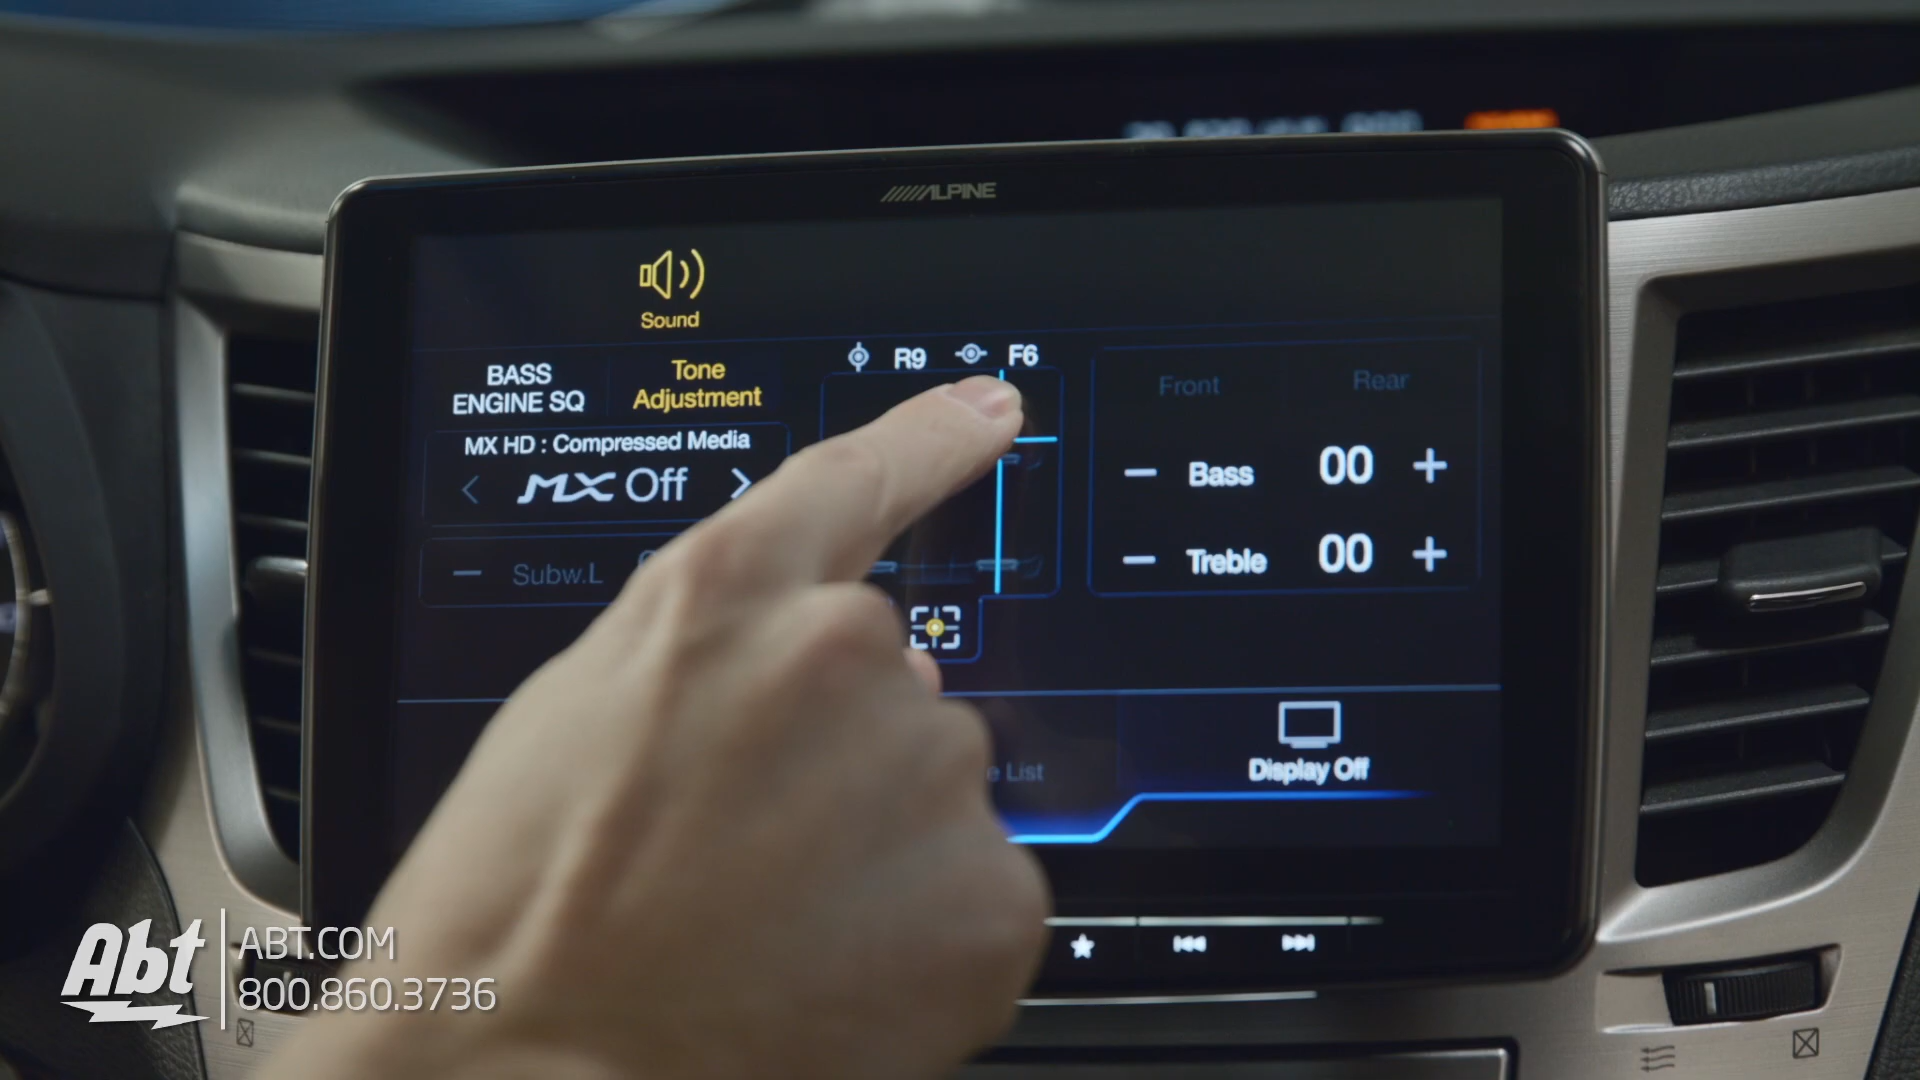 ALPINE
Sound
BASS
ENGINE SQ
Tone
Adjustment
R9
F6
MX HD : Compressed Media
MX Off
Subw.L
Front
Rear
Bass
00
Treble
00
List
Display Off
Abt
ABT.COM
800.860.3736